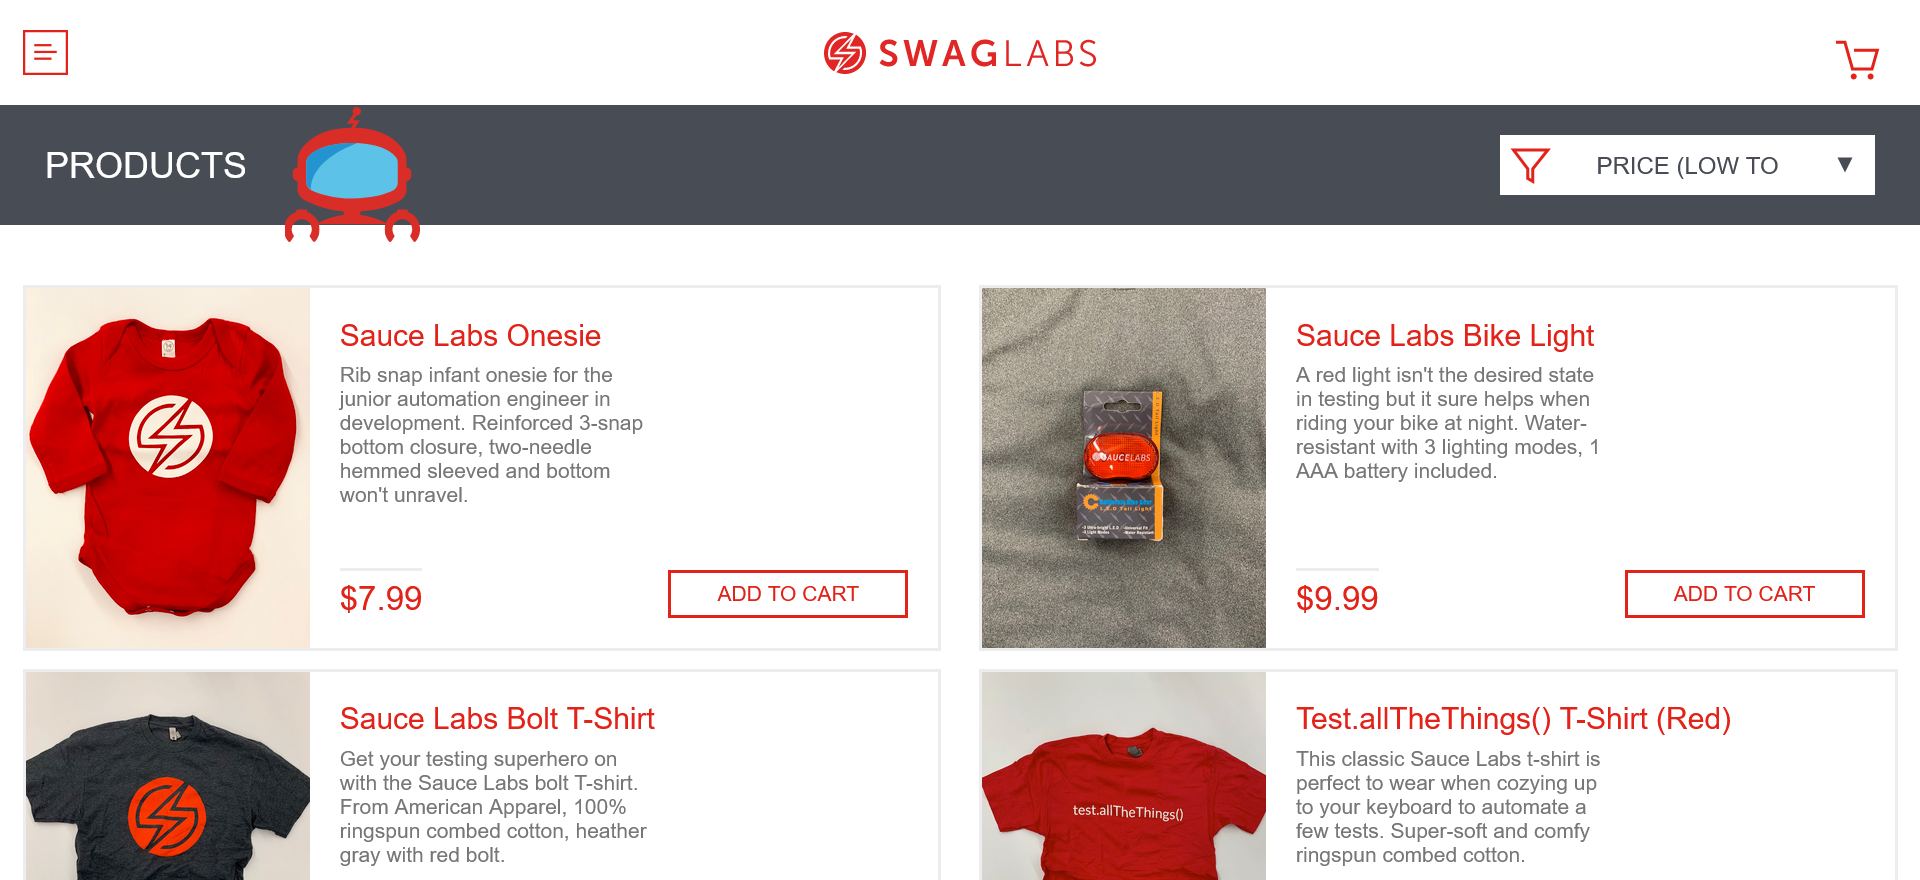 SWAGLABS
PRODUCTS
PRICE (LOW TO
▼
Sauce Labs Onesie
Rib snap infant onesie for the
junior automation engineer in
development. Reinforced 3-snap
bottom closure, two-needle
hemmed sleeved and bottom
won't unravel.
$7.99
ADD TO CART
SAUCELABS
L.E.D Tail Light
Sauce Labs Bike Light
A red light isn't the desired state
in testing but it sure helps when
riding your bike at night. Water-
resistant with 3 lighting modes, 1
AAA battery included.
$9.99
ADD TO CART
Sauce Labs Bolt T-Shirt
Get your testing superhero on
with the Sauce Labs bolt T-shirt.
From American Apparel, 100%
ringspun combed cotton, heather
gray with red bolt.
test.allTheThings()
Test.allTheThings() T-Shirt (Red)
This classic Sauce Labs t-shirt is
perfect to wear when cozying up
to your keyboard to automate a
few tests. Super-soft and comfy
ringspun combed cotton.